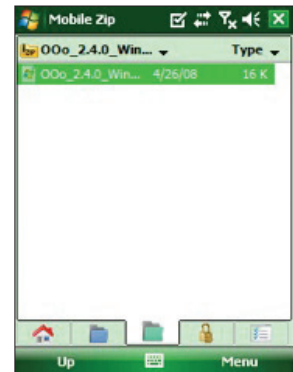 Mobile Zip
OOo_2.4.0_Win... Type
OOo_2.4.0_Win... 4/26/08 16 K
Up Menu